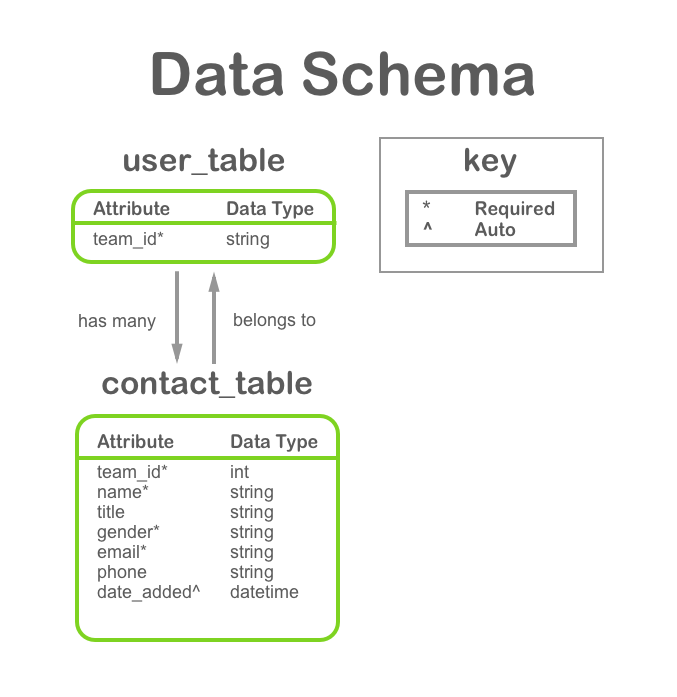 Data Schema
user_table
Attribute Data Type
team_id* string
key
* Required
^ Auto
has many
belongs to
contact_table
Attribute Data Type
team_id* int
name* string
title string
gender* string
email* string
phone string
date_added^ datetime